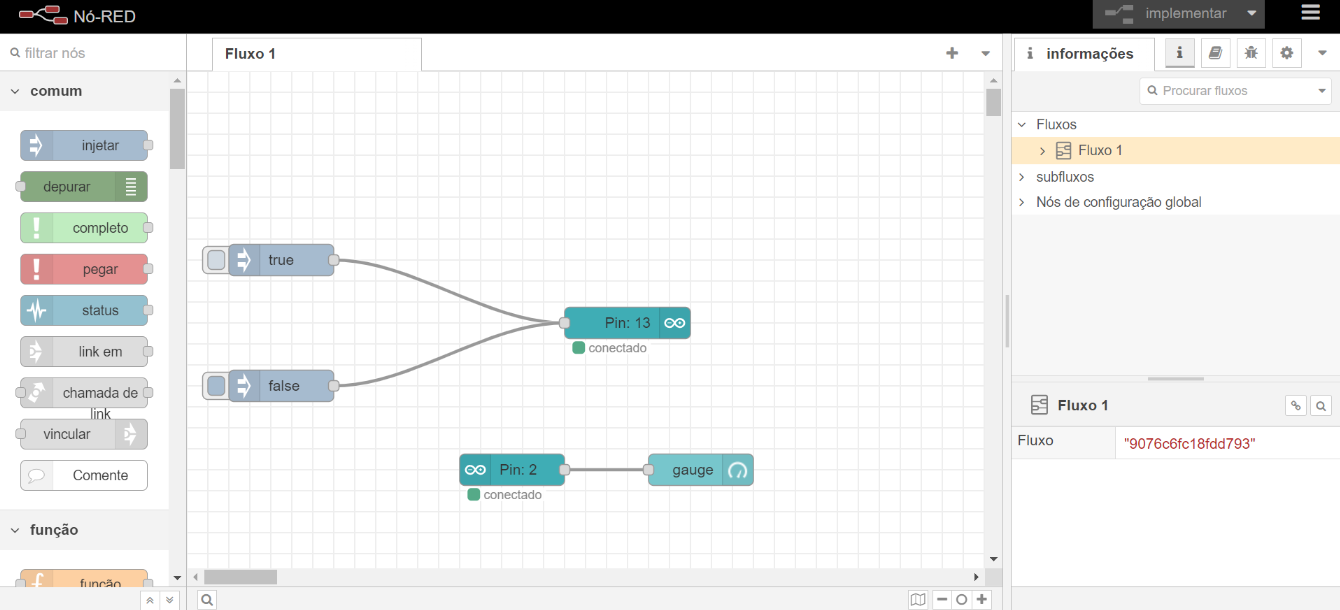 Nó-RED
implementar
filtrar nós
Fluxo 1
informações
Procurar fluxos
comum
injetar
depurar
completo
pegar
status
link em
chamada de
link
vincular
Comente
função
função
true
false
Pin: 13
conectado
Pin: 2
conectado
gauge
Fluxos
Fluxo 1
subfluxos
Nós de configuração global
Fluxo 1
Fluxo
"9076c6fc18fdd793"